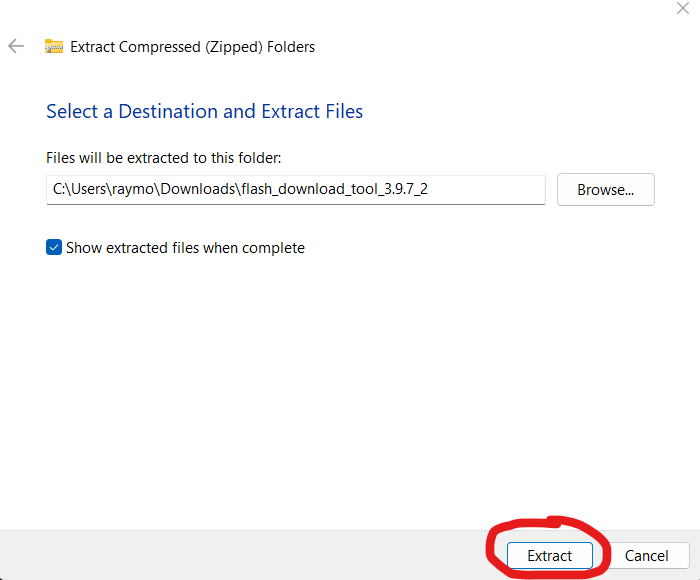 Extract Compressed (Zipped) Folders
Select a Destination and Extract Files
Files will be extracted to this folder:
C:\Users\raymo\Downloads\flash_download_tool_3.9.7_2
Browse...
Show extracted files when complete
Extract
Cancel